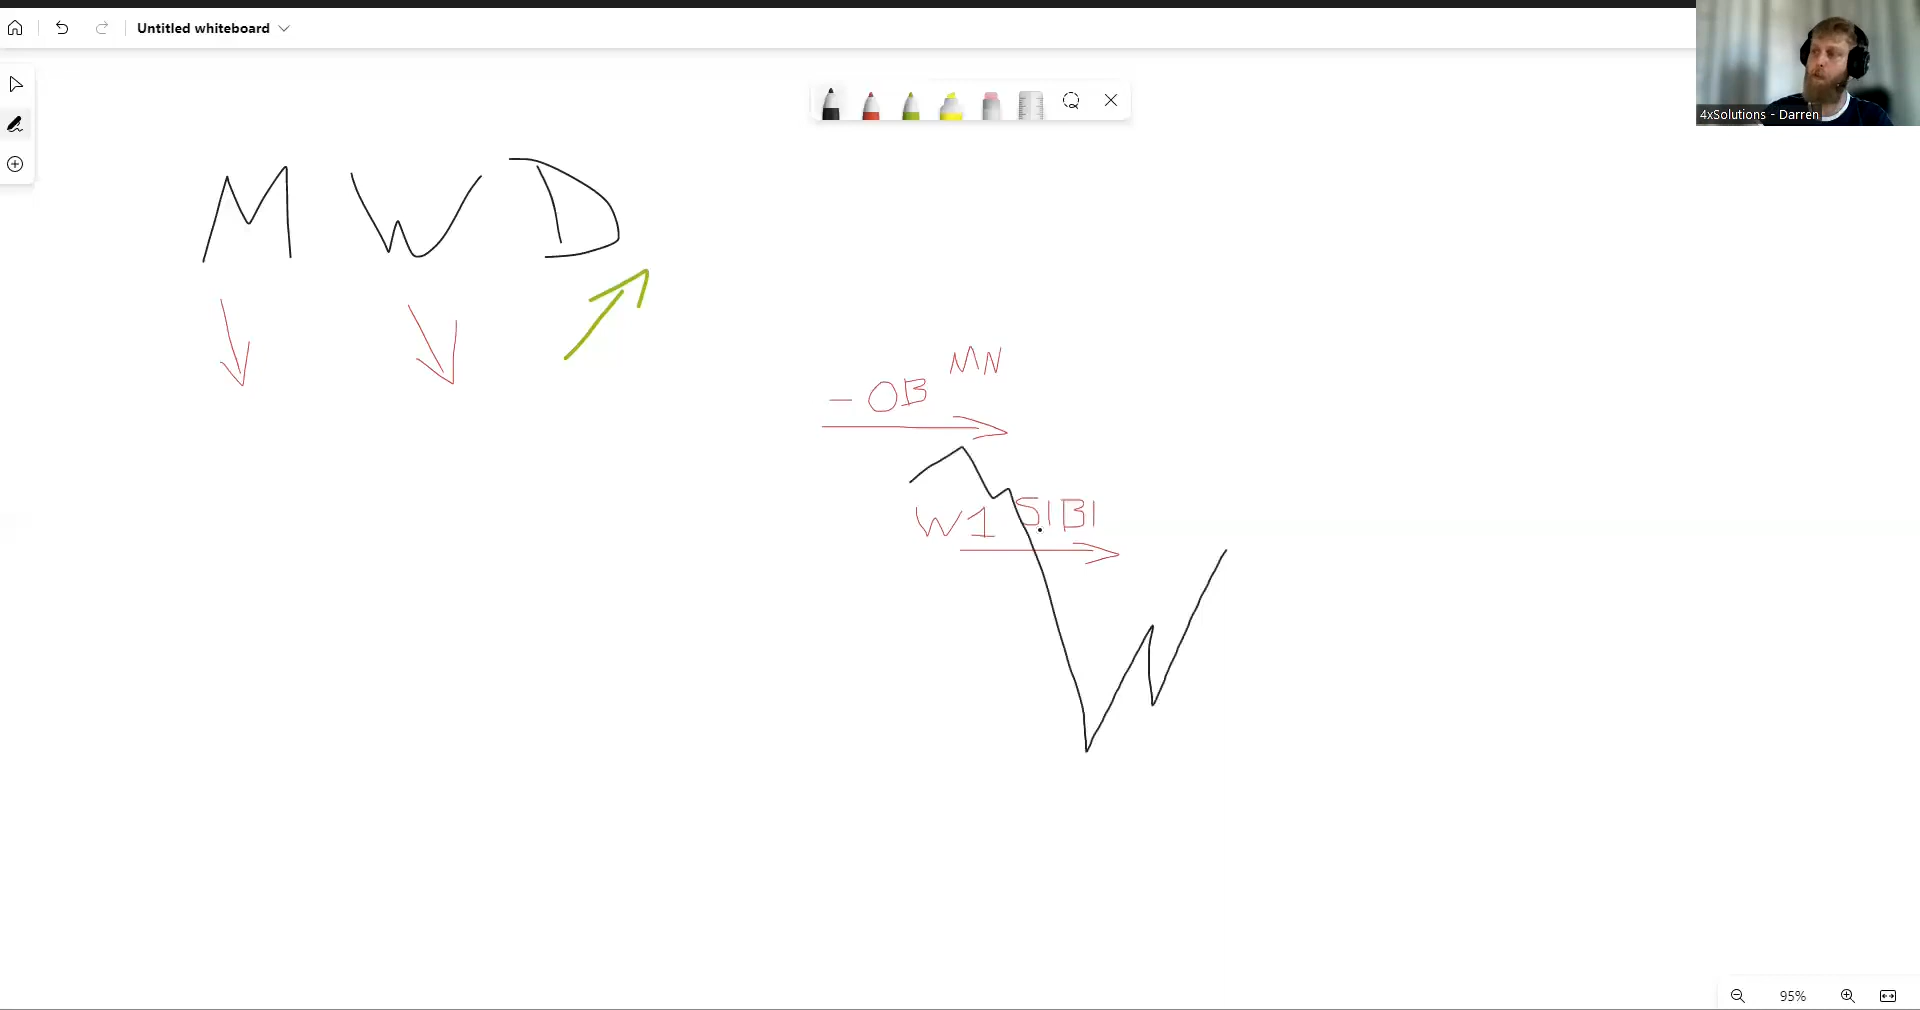 Untitled whiteboard
4xSolutions - Darren
M W D
MN
- OB
W1 SIBI
95%